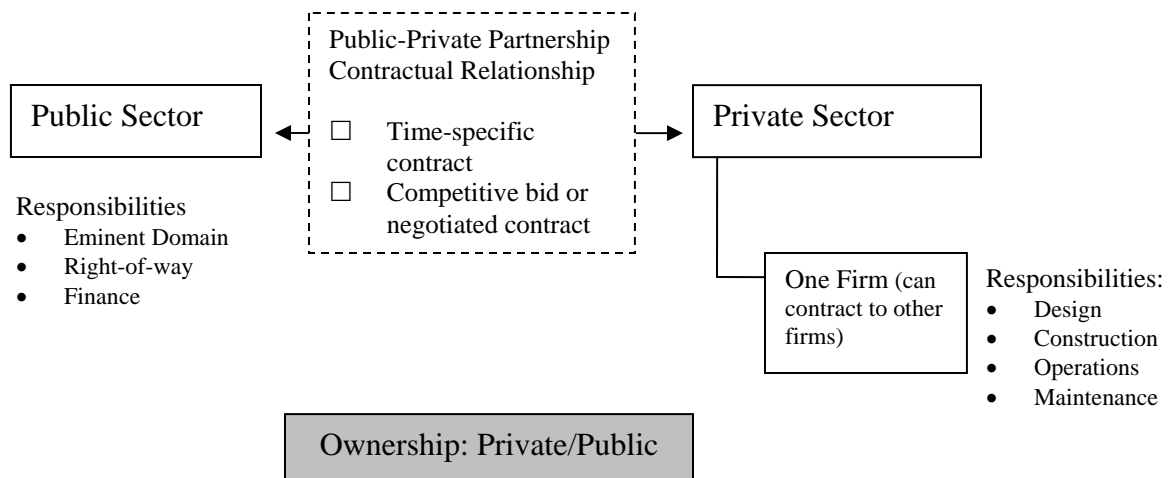 Public-Private Partnership
Contractual Relationship
☐ Time-specific
contract
☐ Competitive bid or
negotiated contract
Public Sector
Responsibilities
• Eminent Domain
• Right-of-way
• Finance
Private Sector
One Firm (can
contract to other
firms)
Responsibilities:
• Design
• Construction
• Operations
• Maintenance
Ownership: Private/Public